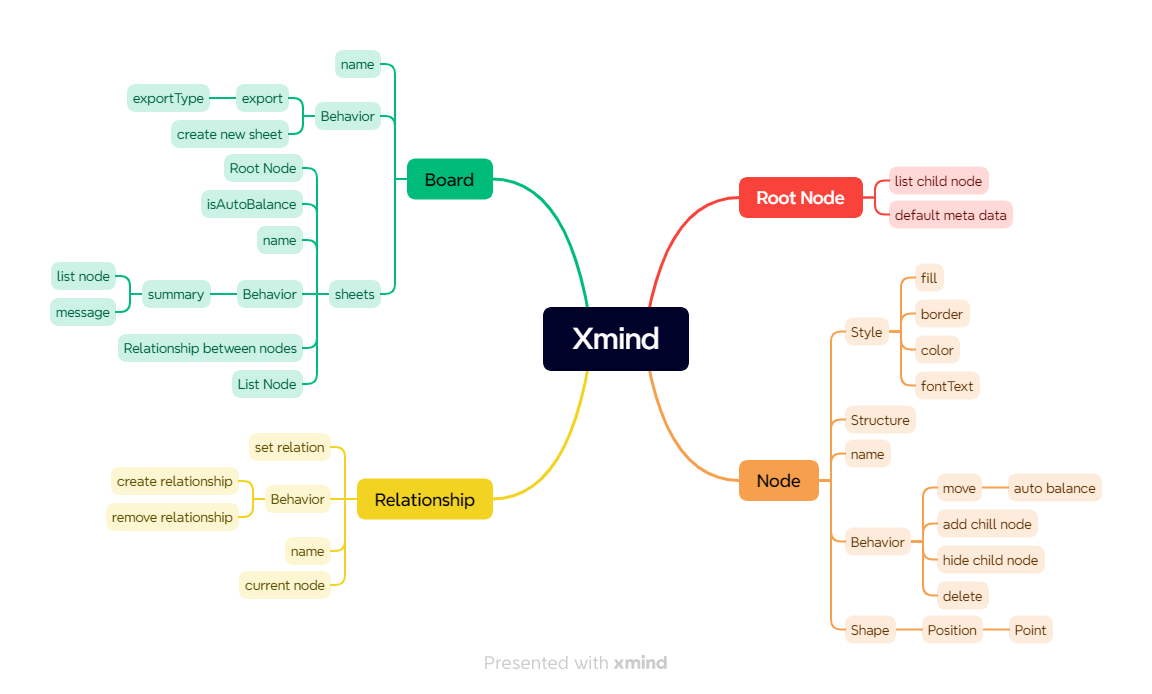 Xmind
Root Node
list child node
default meta data
Node
Style
fill
border
color
fontText
Structure
name
Behavior
move
auto balance
add chill node
hide child node
delete
Shape
Position
Point
Board
name
Behavior
export
exportType
create new sheet
sheets
Root Node
isAutoBalance
name
Behavior
summary
list node
message
Relationship between nodes
List Node
Relationship
set relation
Behavior
create relationship
remove relationship
name
current node
Presented with xmind